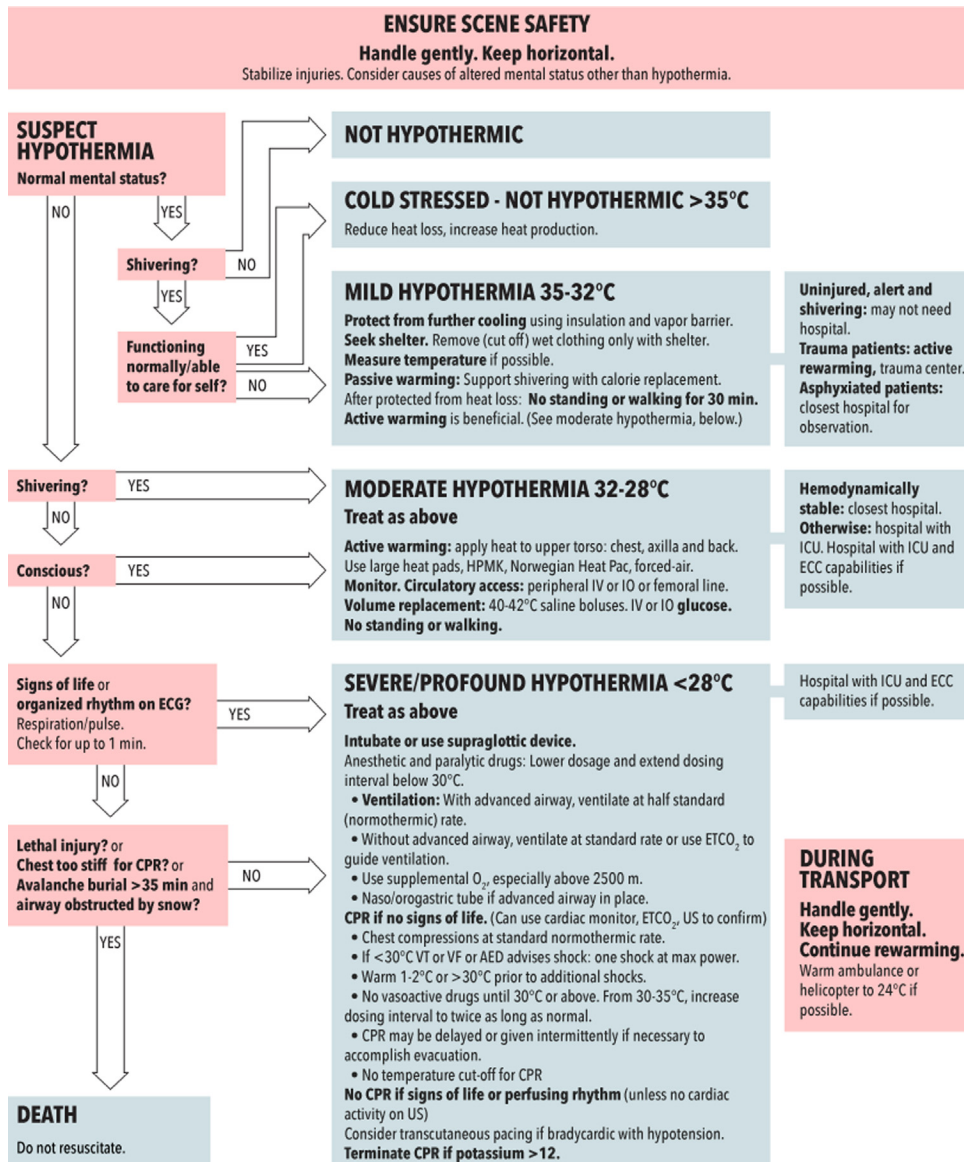 ENSURE SCENE SAFETY
Handle gently. Keep horizontal.
Stabilize injuries. Consider causes of altered mental status other than hypothermia.
SUSPECT
HYPOTHERMIA
Normal mental status?
NO
YES
Shivering?
NO
YES
Functioning
normally/able
to care for self?
YES
NO
NOT HYPOTHERMIC
COLD STRESSED - NOT HYPOTHERMIC >35°C
Reduce heat loss, increase heat production.
MILD HYPOTHERMIA 35-32°C
Protect from further cooling using insulation and vapor barrier.
Seek shelter. Remove (cut off) wet clothing only with shelter.
Measure temperature if possible.
Passive warming: Support shivering with calorie replacement.
After protected from heat loss: No standing or walking for 30 min.
Active warming is beneficial. (See moderate hypothermia, below.)
Uninjured, alert and
shivering: may not need
hospital.
Trauma patients: active
rewarming, trauma center.
Asphyxiated patients:
closest hospital for
observation.
Shivering?
YES
NO
Conscious?
YES
NO
MODERATE HYPOTHERMIA 32-28°C
Treat as above
Active warming: apply heat to upper torso: chest, axilla and back.
Use large heat pads, HPMK, Norwegian Heat Pac, forced-air.
Monitor. Circulatory access: peripheral IV or IO or femoral line.
Volume replacement: 40-42°C saline boluses. IV or IO glucose.
No standing or walking.
Hemodynamically
stable: closest hospital.
Otherwise: hospital with
ICU. Hospital with ICU and
ECC capabilities if
possible.
Signs of life or
organized rhythm on ECG?
Respiration/pulse.
Check for up to 1 min.
YES
NO
Lethal injury? or
Chest too stiff for CPR? or
Avalanche burial >35 min and
airway obstructed by snow?
NO
YES
DEATH
Do not resuscitate.
SEVERE/PROFOUND HYPOTHERMIA <28°C
Treat as above
Intubate or use supraglottic device.
Anesthetic and paralytic drugs: Lower dosage and extend dosing
interval below 30°C.
• Ventilation: With advanced airway, ventilate at half standard
(normothermic) rate.
• Without advanced airway, ventilate at standard rate or use ETCO2 to
guide ventilation.
• Use supplemental O2, especially above 2500 m.
• Naso/orogastric tube if advanced airway in place.
CPR if no signs of life. (Can use cardiac monitor, ETCO2, US to confirm)
• Chest compressions at standard normothermic rate.
• If <30°C VT or VF or AED advises shock: one shock at max power.
• Warm 1-2°C or >30°C prior to additional shocks.
• No vasoactive drugs until 30°C or above. From 30-35°C, increase
dosing interval to twice as long as normal.
• CPR may be delayed or given intermittently if necessary to
accomplish evacuation.
• No temperature cut-off for CPR
No CPR if signs of life or perfusing rhythm (unless no cardiac
activity on US)
Consider transcutaneous pacing if bradycardic with hypotension.
Terminate CPR if potassium >12.
Hospital with ICU and ECC
capabilities if possible.
DURING
TRANSPORT
Handle gently.
Keep horizontal.
Continue rewarming.
Warm ambulance or
helicopter to 24°C if
possible.